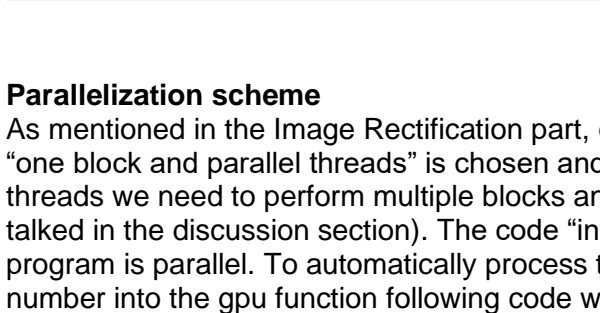 Parallelization scheme
As mentioned in the Image Rectification part,
“one block and parallel threads” is chosen and
threads we need to perform multiple blocks
talked in the discussion section). The code “in
program is parallel. To automatically process
number into the gpu function following code